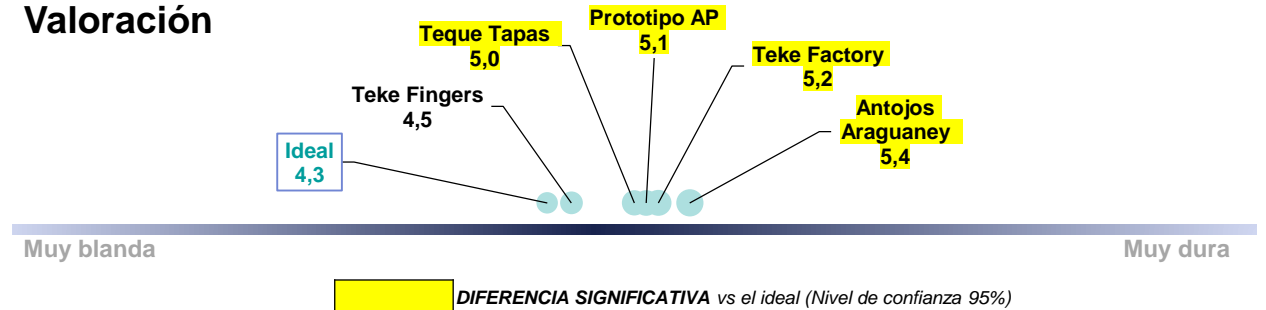 Valoración
Teque Tapas
5,0
Prototipo AP
5,1
Teke Factory
5,2
Teke Fingers
4,5
Antojos
Araguaney
5,4
Ideal
4,3
Muy blanda
Muy dura
DIFERENCIA SIGNIFICATIVA vs el ideal (Nivel de confianza 95%)